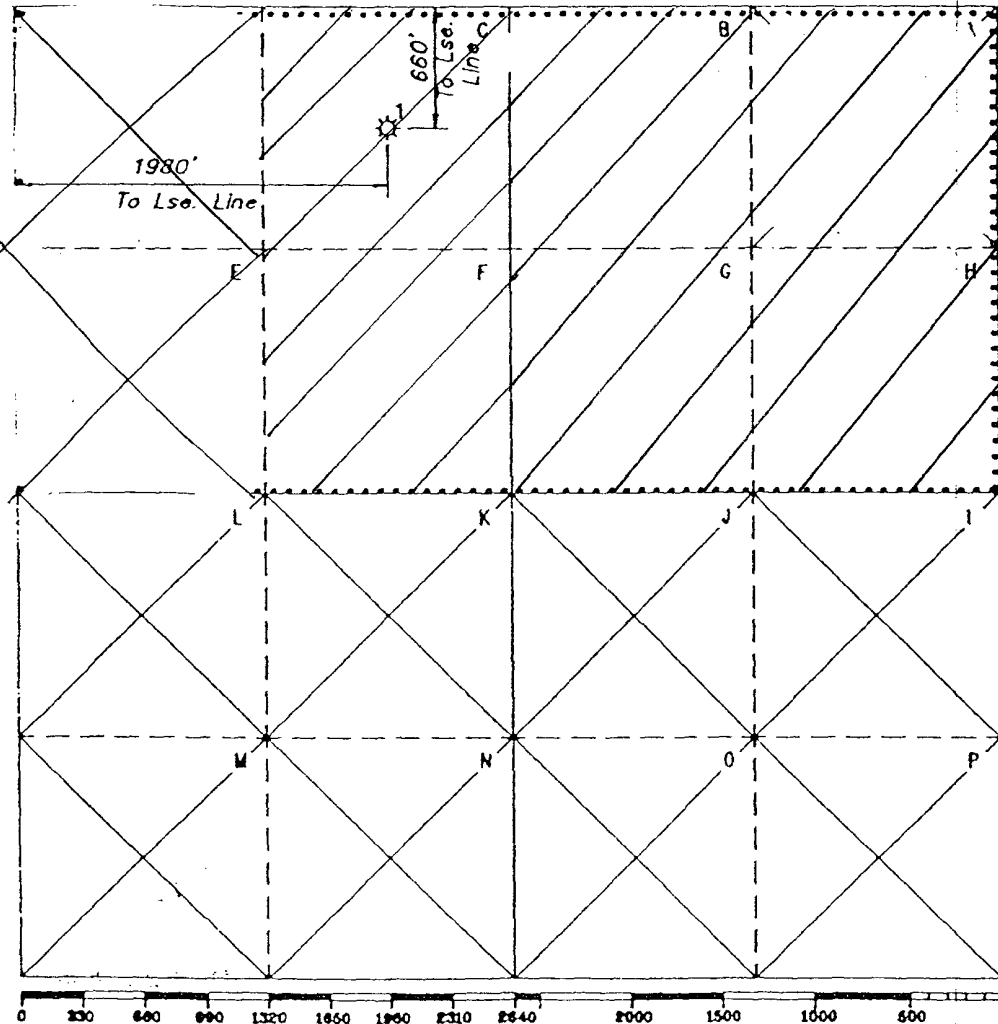 C B
660'
To Lse.
Line
1
1980'
To Lse. Line
E F G H
L K J I
M N O P
0 330 660 990 1320 1650 1980 2310 2640 2000 1500 1000 500